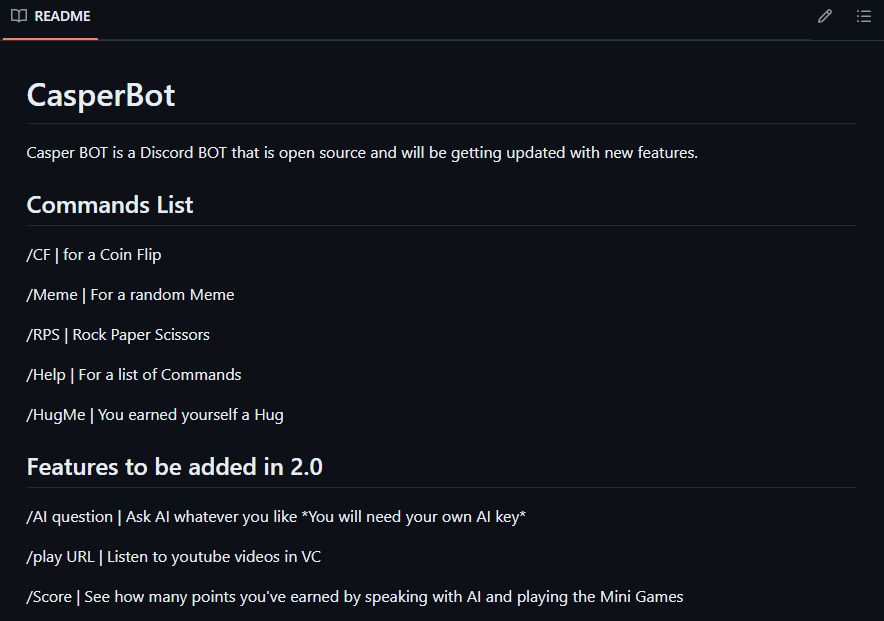 README
CasperBot
Casper BOT is a Discord BOT that is open source and will be getting updated with new features.
Commands List
/CF | for a Coin Flip
/Meme | For a random Meme
/RPS | Rock Paper Scissors
/Help | For a list of Commands
/HugMe | You earned yourself a Hug
Features to be added in 2.0
/AI question | Ask AI whatever you like *You will need your own AI key*
/play URL | Listen to youtube videos in VC
/Score | See how many points you've earned by speaking with AI and playing the Mini Games